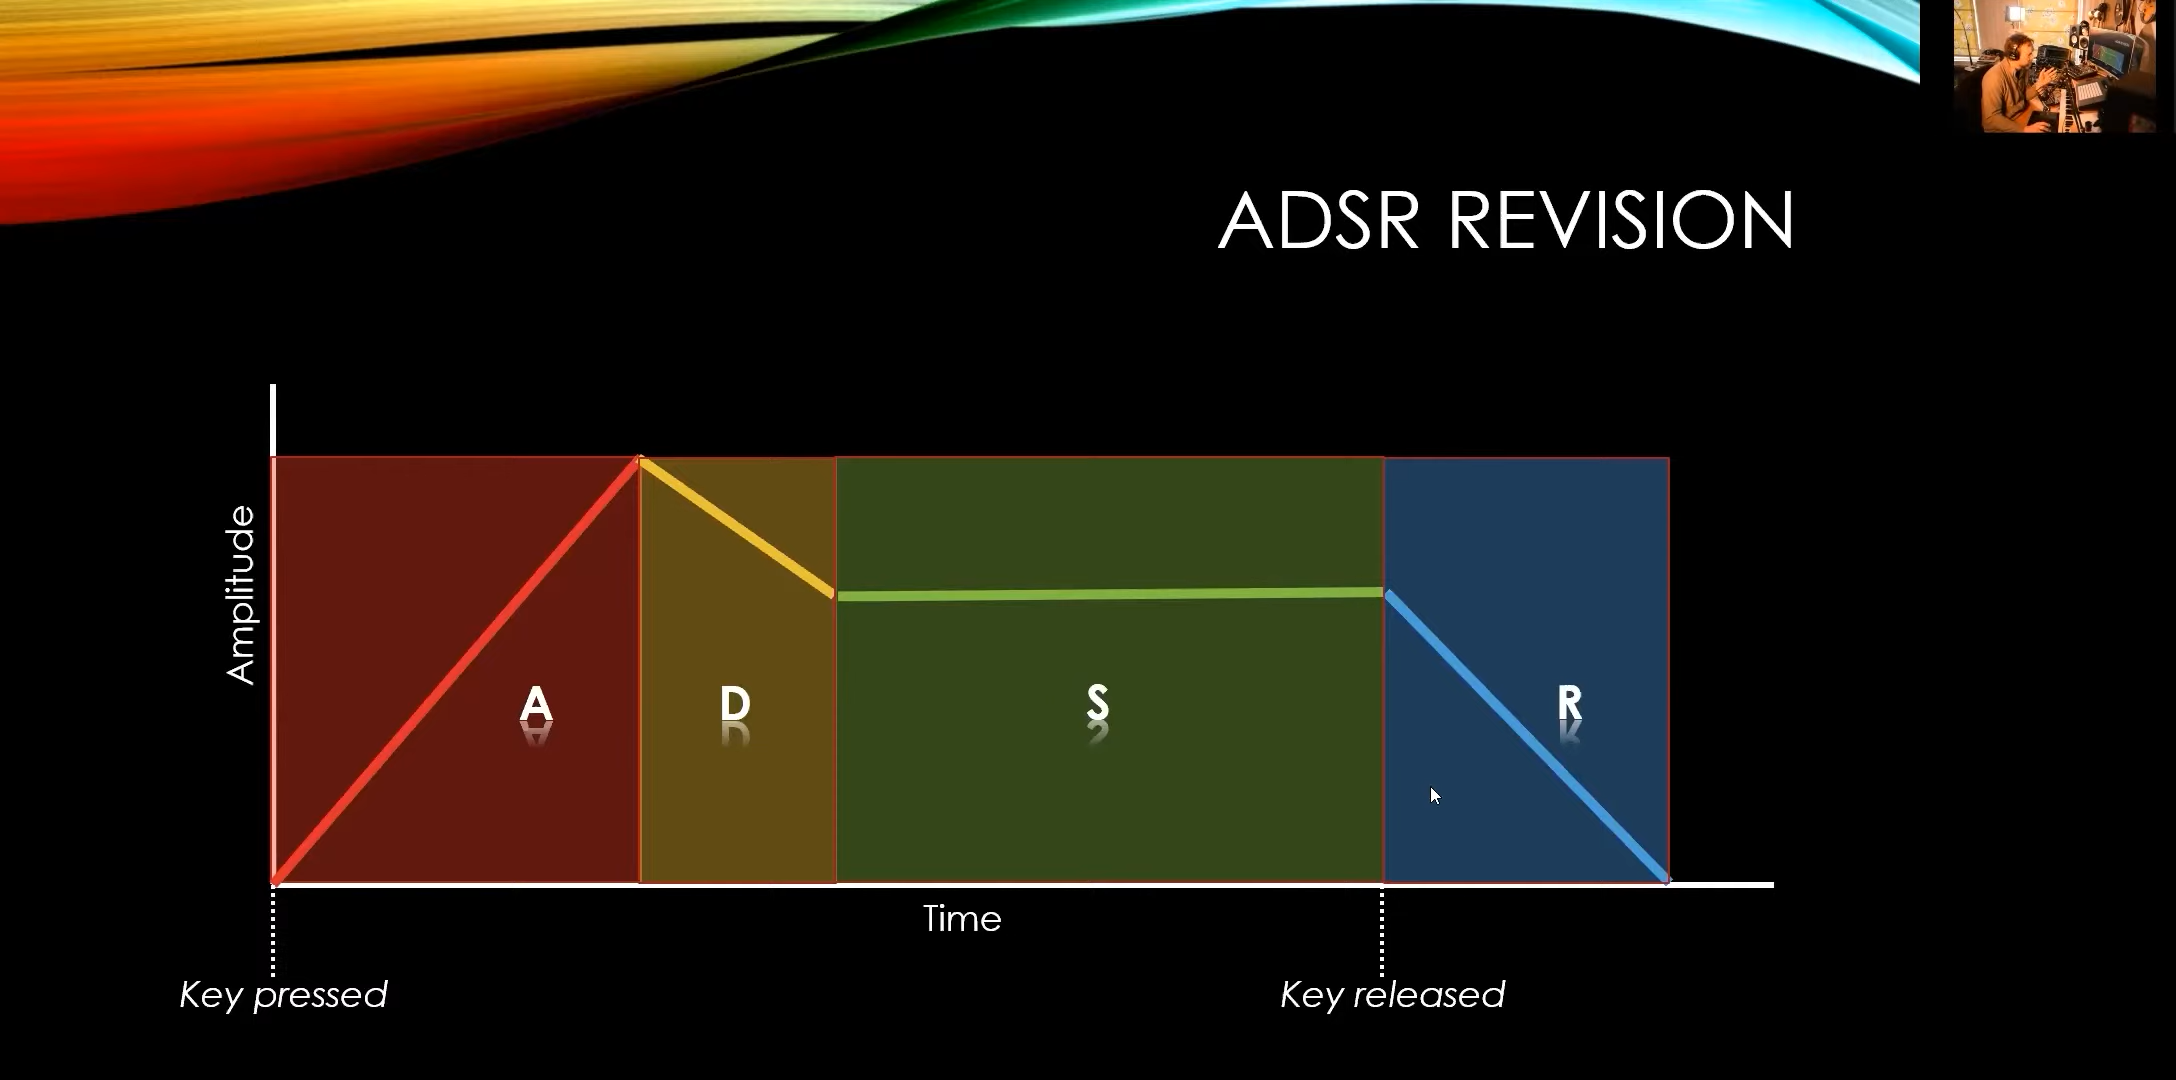 ADSR REVISION
Amplitude
A
D
S
R
Time
Key pressed
Key released